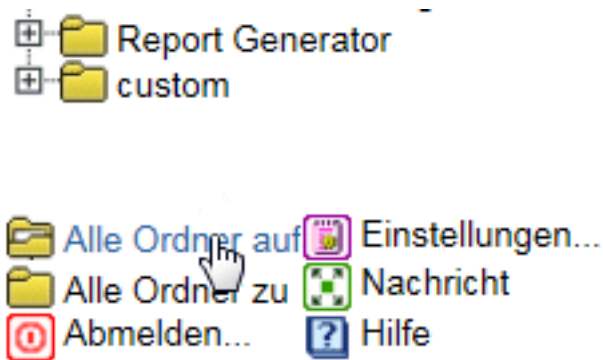 Report Generator
custom
Alle Ordner auf
Einstellungen...
Alle Ordner zu
Nachricht
Abmelden...
Hilfe